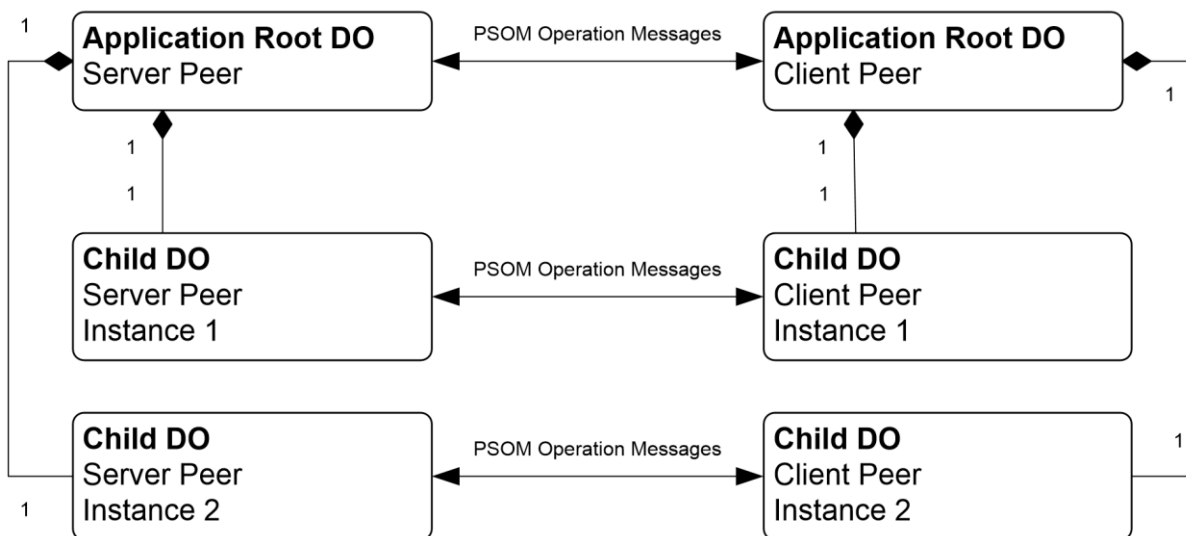 1
Application Root DO
Server Peer
PSOM Operation Messages
Application Root DO
Client Peer
1
1
1
1
1
Child DO
Server Peer
Instance 1
PSOM Operation Messages
Child DO
Client Peer
Instance 1
Child DO
Server Peer
Instance 2
PSOM Operation Messages
Child DO
Client Peer
Instance 2
1
1